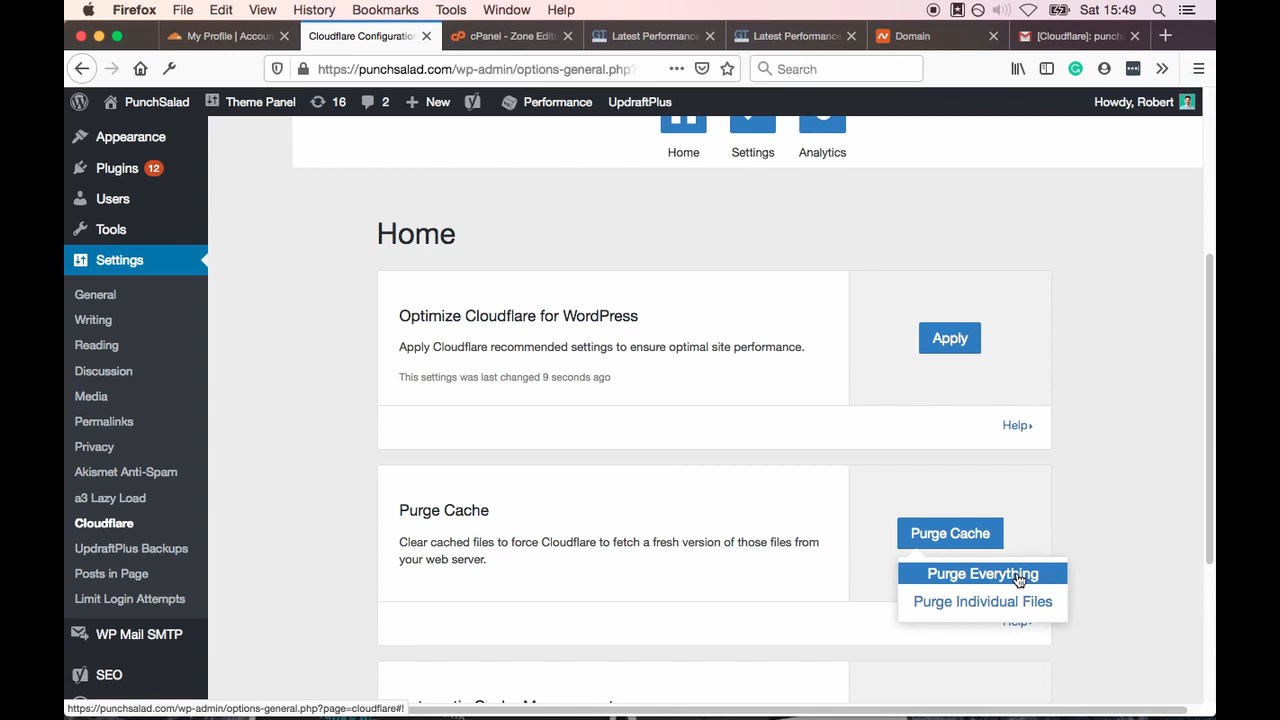 Firefox File Edit View History Bookmarks Tools Window Help Sat 15:49
My Profile | Accoun Cloudflare Configuratio cPanel - Zone Edito Latest Performance Latest Performance Domain [Cloudflare]: punch
https://punchsalad.com/wp-admin/options-general.php? Search
PunchSalad Theme Panel 16 2 New Performance UpdraftPlus Howdy, Robert
Appearance
Plugins 12
Users
Tools
Settings
General
Writing
Reading
Discussion
Media
Permalinks
Privacy
Akismet Anti-Spam
a3 Lazy Load
Cloudflare
UpdraftPlus Backups
Posts in Page
Limit Login Attempts
WP Mail SMTP
SEO
Home Settings Analytics
Home
Optimize Cloudflare for WordPress
Apply Cloudflare recommended settings to ensure optimal site performance.
This settings was last changed 9 seconds ago
Apply
Help
Purge Cache
Clear cached files to force Cloudflare to fetch a fresh version of those files from
your web server.
Purge Cache
Purge Everything
Purge Individual Files
Help
https://punchsalad.com/wp-admin/options-general.php?page=cloudflare#!